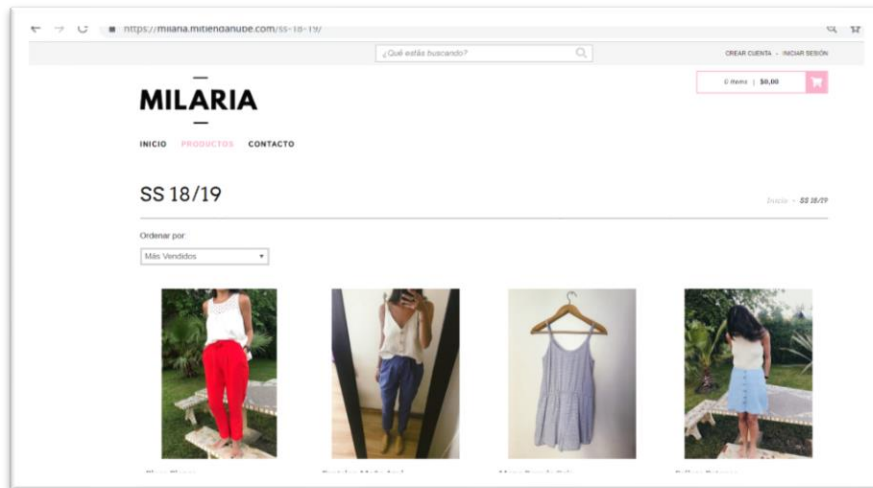 https://milaria.mitiendanube.com/ss-18-19/
¿Qué estás buscando?
CREAR CUENTA - INICIAR SESIÓN
0 items | $0,00
MILARIA
INICIO PRODUCTOS CONTACTO
SS 18/19
Inicio - SS 18/19
Ordenar por:
Más Vendidos